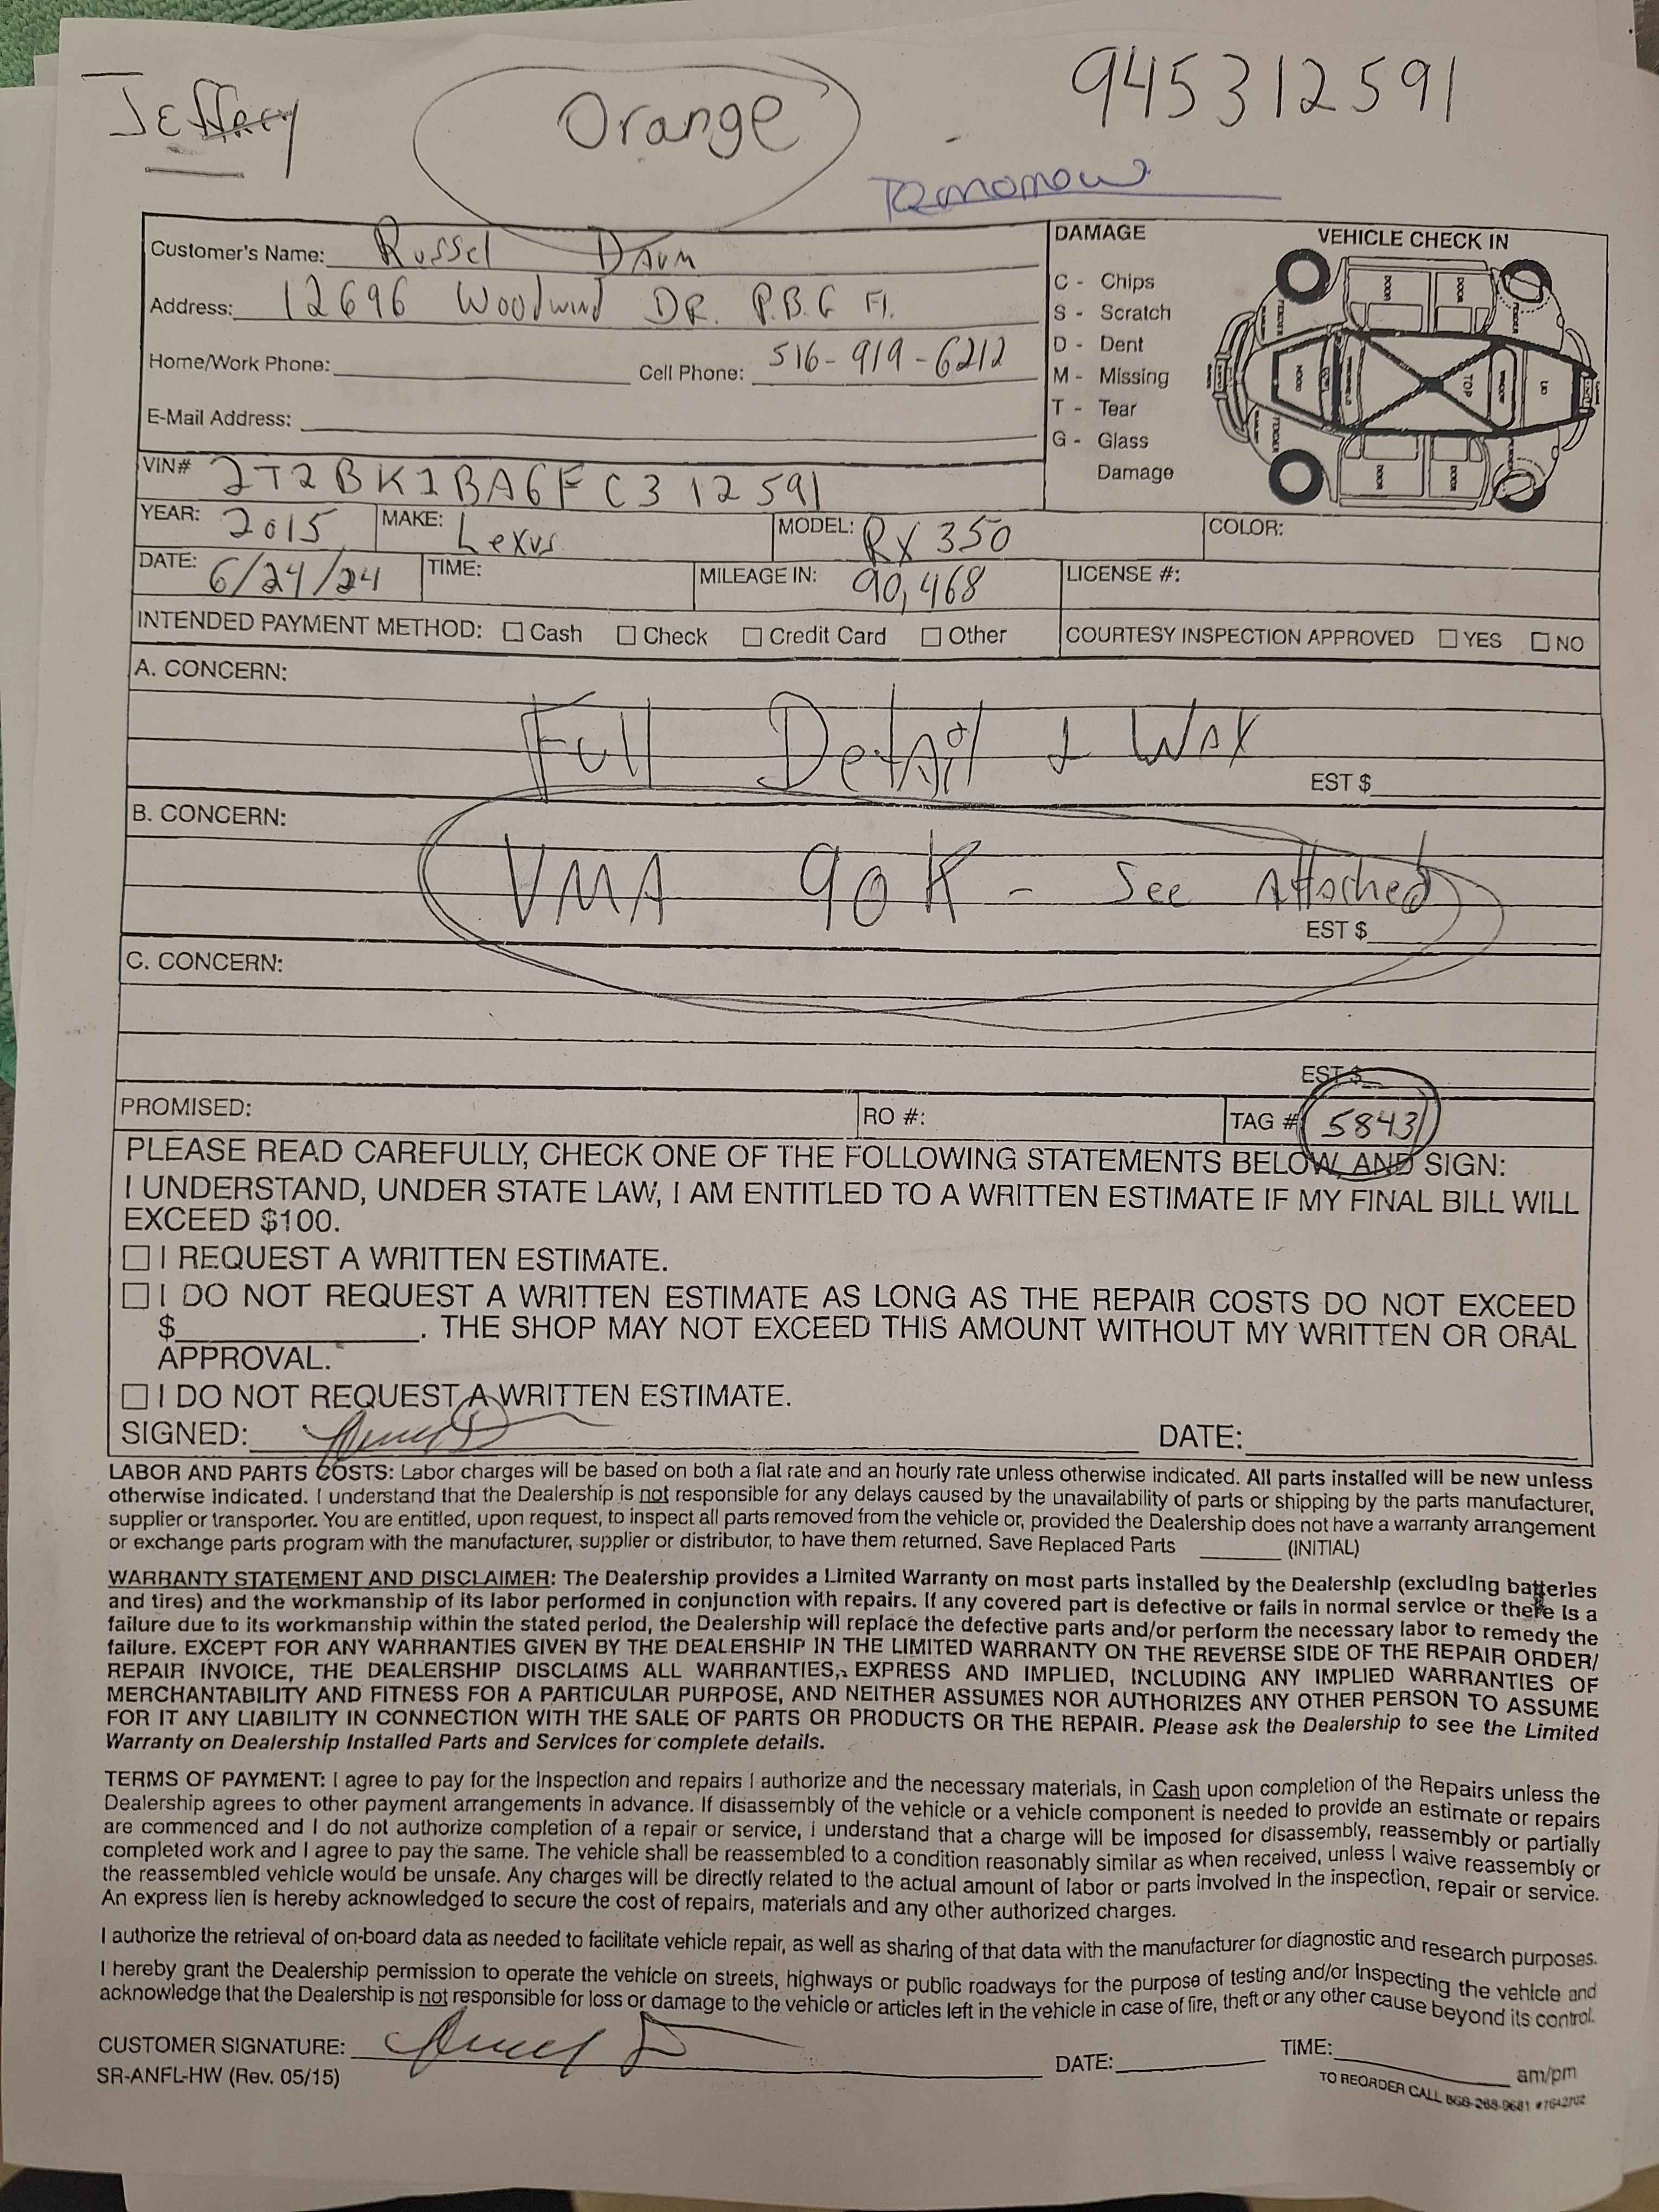 Jeffrey Orange 945312591
Tomorrow
Customer's Name: Russel Daum
Address: 12696 Woodwind DR. P.B.G Fl.
Home/Work Phone: Cell Phone: 516-919-6212
E-Mail Address:
DAMAGE
C - Chips
S - Scratch
D - Dent
M - Missing
T - Tear
G - Glass
Damage
VEHICLE CHECK IN
DOOR DOOR
HOOD TOP LID
DOOR DOOR
VIN# 2T2BK1BA6FC312591
YEAR: 2015 MAKE: Lexus MODEL: RX 350 COLOR:
DATE: 6/24/24 TIME: MILEAGE IN: 90,468 LICENSE #:
INTENDED PAYMENT METHOD: ☐ Cash ☐ Check ☐ Credit Card ☐ Other COURTESY INSPECTION APPROVED ☐ YES ☐ NO
A. CONCERN:
Full Detail & Wax
EST $
B. CONCERN:
VMA 90K - See Attached
EST $
C. CONCERN:
EST $
PROMISED: RO #: TAG # 5843
PLEASE READ CAREFULLY, CHECK ONE OF THE FOLLOWING STATEMENTS BELOW, AND SIGN:
I UNDERSTAND, UNDER STATE LAW, I AM ENTITLED TO A WRITTEN ESTIMATE IF MY FINAL BILL WILL
EXCEED $100.
☐ I REQUEST A WRITTEN ESTIMATE.
☐ I DO NOT REQUEST A WRITTEN ESTIMATE AS LONG AS THE REPAIR COSTS DO NOT EXCEED
$____________. THE SHOP MAY NOT EXCEED THIS AMOUNT WITHOUT MY WRITTEN OR ORAL
APPROVAL.
☐ I DO NOT REQUEST A WRITTEN ESTIMATE.
SIGNED: DATE:
LABOR AND PARTS COSTS: Labor charges will be based on both a flat rate and an hourly rate unless otherwise indicated. All parts installed will be new unless
otherwise indicated. I understand that the Dealership is not responsible for any delays caused by the unavailability of parts or shipping by the parts manufacturer,
supplier or transporter. You are entitled, upon request, to inspect all parts removed from the vehicle or, provided the Dealership does not have a warranty arrangement
or exchange parts program with the manufacturer, supplier or distributor, to have them returned. Save Replaced Parts ______ (INITIAL)
WARRANTY STATEMENT AND DISCLAIMER: The Dealership provides a Limited Warranty on most parts installed by the Dealership (excluding batteries
and tires) and the workmanship of its labor performed in conjunction with repairs. If any covered part is defective or fails in normal service or there is a
failure due to its workmanship within the stated period, the Dealership will replace the defective parts and/or perform the necessary labor to remedy the
failure. EXCEPT FOR ANY WARRANTIES GIVEN BY THE DEALERSHIP IN THE LIMITED WARRANTY ON THE REVERSE SIDE OF THE REPAIR ORDER/
REPAIR INVOICE, THE DEALERSHIP DISCLAIMS ALL WARRANTIES, EXPRESS AND IMPLIED, INCLUDING ANY IMPLIED WARRANTIES OF
MERCHANTABILITY AND FITNESS FOR A PARTICULAR PURPOSE, AND NEITHER ASSUMES NOR AUTHORIZES ANY OTHER PERSON TO ASSUME
FOR IT ANY LIABILITY IN CONNECTION WITH THE SALE OF PARTS OR PRODUCTS OR THE REPAIR. Please ask the Dealership to see the Limited
Warranty on Dealership Installed Parts and Services for complete details.
TERMS OF PAYMENT: I agree to pay for the Inspection and repairs I authorize and the necessary materials, in Cash upon completion of the Repairs unless the
Dealership agrees to other payment arrangements in advance. If disassembly of the vehicle or a vehicle component is needed to provide an estimate or repairs
are commenced and I do not authorize completion of a repair or service, I understand that a charge will be imposed for disassembly, reassembly or partially
completed work and I agree to pay the same. The vehicle shall be reassembled to a condition reasonably similar as when received, unless I waive reassembly or
the reassembled vehicle would be unsafe. Any charges will be directly related to the actual amount of labor or parts involved in the inspection, repair or service.
An express lien is hereby acknowledged to secure the cost of repairs, materials and any other authorized charges.
I authorize the retrieval of on-board data as needed to facilitate vehicle repair, as well as sharing of that data with the manufacturer for diagnostic and research purposes.
I hereby grant the Dealership permission to operate the vehicle on streets, highways or public roadways for the purpose of testing and/or inspecting the vehicle and
acknowledge that the Dealership is not responsible for loss or damage to the vehicle or articles left in the vehicle in case of fire, theft or any other cause beyond its control.
CUSTOMER SIGNATURE: DATE: TIME: am/pm
SR-ANFL-HW (Rev. 05/15)
TO REORDER CALL 868-268-9681 #7642702